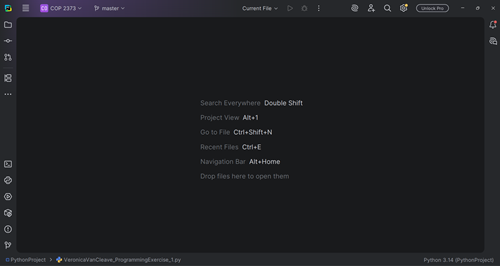 CS COP 2373 master Current File Unlock Pro
Search Everywhere Double Shift
Project View Alt+1
Go to File Ctrl+Shift+N
Recent Files Ctrl+E
Navigation Bar Alt+Home
Drop files here to open them
PythonProject > VeronicaVanCleave_ProgrammingExercise_1.py Python 3.14 (PythonProject)